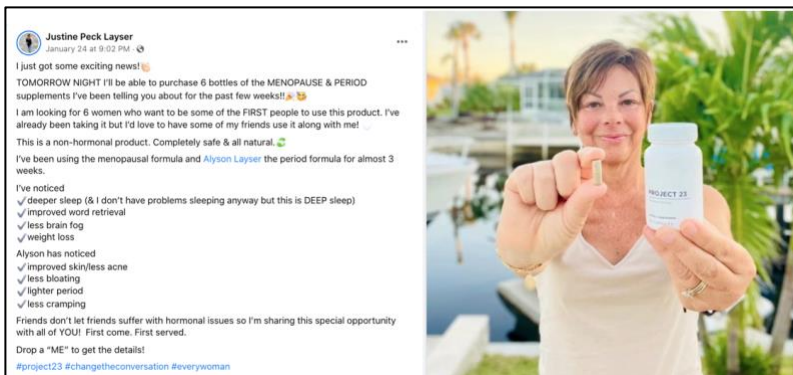 Justine Peck Layser
January 24 at 9:02 PM ·
I just got some exciting news!👏🏻
TOMORROW NIGHT I'll be able to purchase 6 bottles of the MENOPAUSE & PERIOD
supplements I've been telling you about for the past few weeks!!🎉🥳
I am looking for 6 women who want to be some of the FIRST people to use this product. I've
already been taking it but I'd love to have some of my friends use it along with me!
This is a non-hormonal product. Completely safe & all natural.
I've been using the menopausal formula and Alyson Layser the period formula for almost 3
weeks.
I've noticed
✔️deeper sleep (& I don't have problems sleeping anyway but this is DEEP sleep)
✔️improved word retrieval
✔️less brain fog
✔️weight loss
Alyson has noticed
✔️improved skin/less acne
✔️less bloating
✔️lighter period
✔️less cramping
Friends don't let friends suffer with hormonal issues so I'm sharing this special opportunity
with all of YOU! First come. First served.
Drop a "ME" to get the details!
#project23 #changetheconversation #everywoman
PROJECT 23